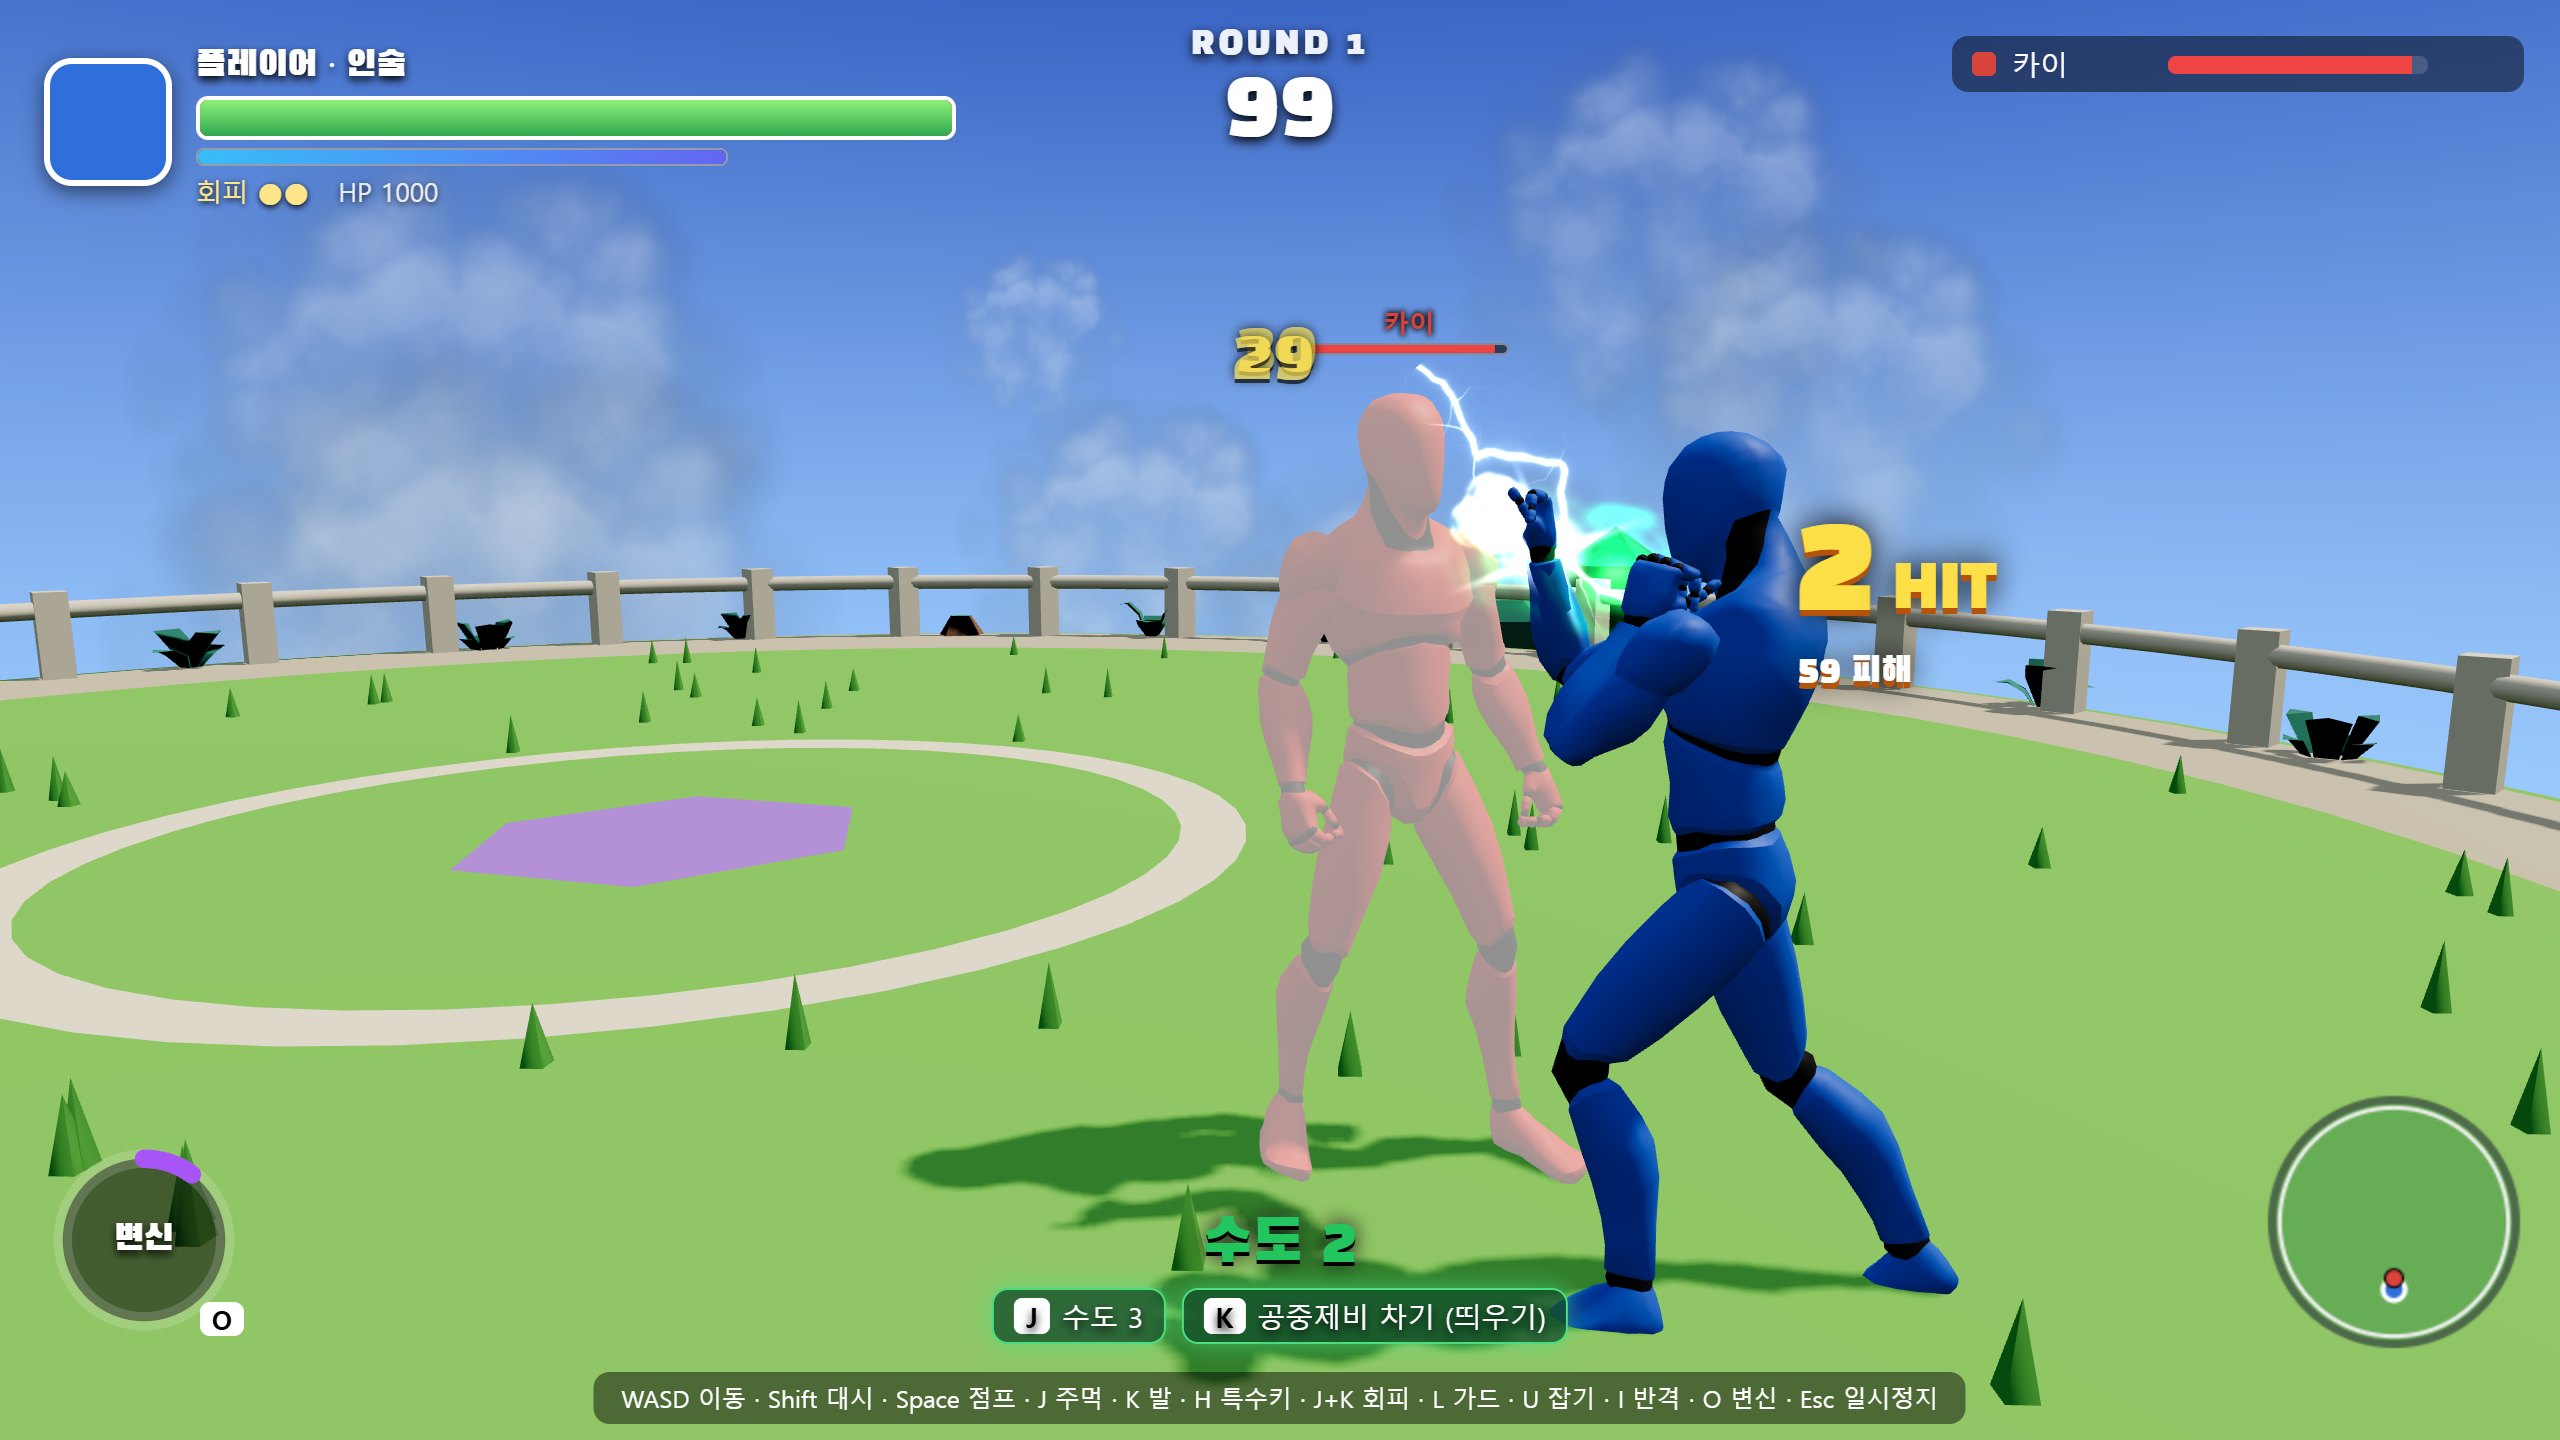 플레이어 · 인술
회피
HP 1000
ROUND 1
99
카이
카이
29
2 HIT
59 피해
변신
O
수도 2
J 수도 3
K 공중제비 차기 (띄우기)
WASD 이동 · Shift 대시 · Space 점프 · J 주먹 · K 발 · H 특수키 · J+K 회피 · L 가드 · U 잡기 · I 반격 · O 변신 · Esc 일시정지